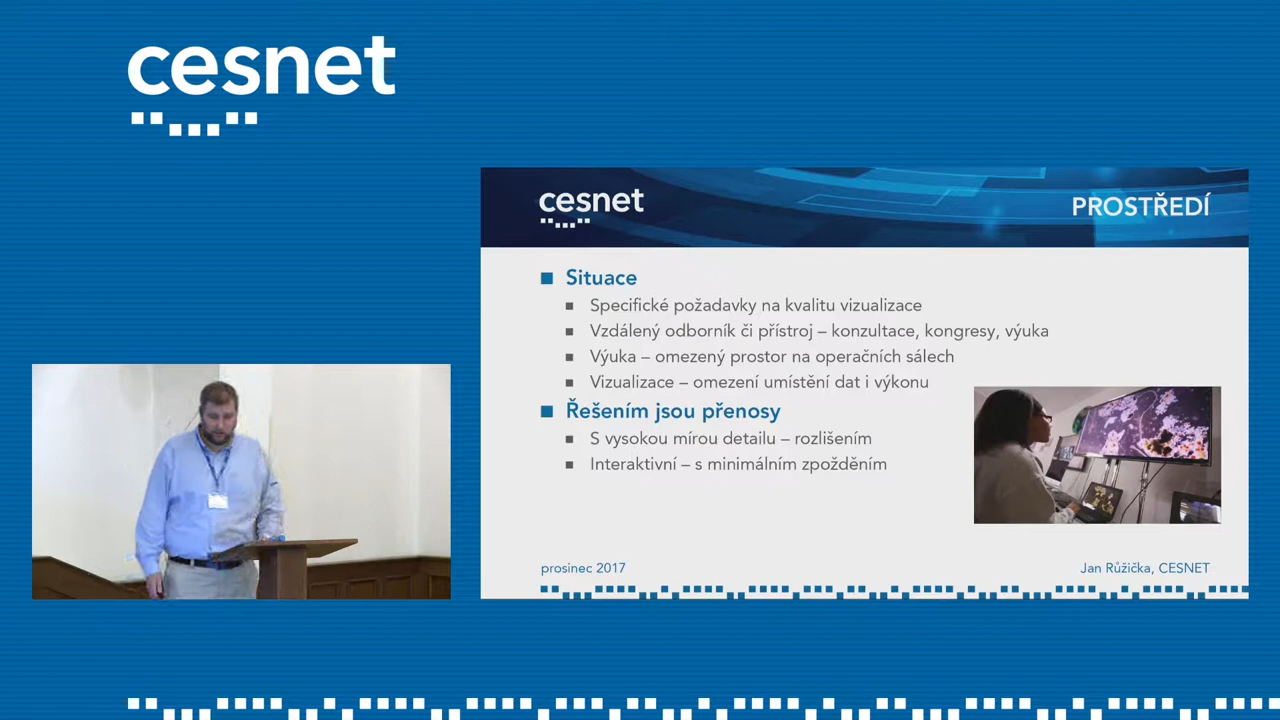 cesnet
cesnet
PROSTŘEDÍ
Situace
Specifické požadavky na kvalitu vizualizace
Vzdálený odborník či přístroj – konzultace, kongresy, výuka
Výuka – omezený prostor na operačních sálech
Vizualizace – omezení umístění dat i výkonu
Řešením jsou přenosy
S vysokou mírou detailu – rozlišením
Interaktivní – s minimálním zpožděním
prosinec 2017
Jan Růžička, CESNET